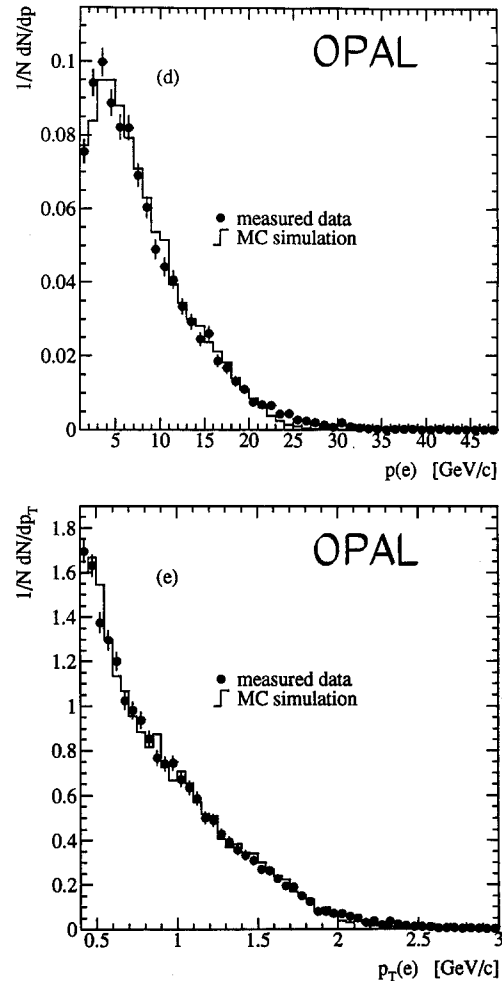 1/N dN/dp
0.1
0.08
0.06
0.04
0.02
0
OPAL
(d)
measured data
MC simulation
5 10 15 20 25 30 35 40 45
p(e) [GeV/c]
1/N dN/dpT
1.8
1.6
1.4
1.2
1
0.8
0.6
0.4
0.2
0
OPAL
(e)
measured data
MC simulation
0.5 1 1.5 2 2.5 3
pT(e) [GeV/c]